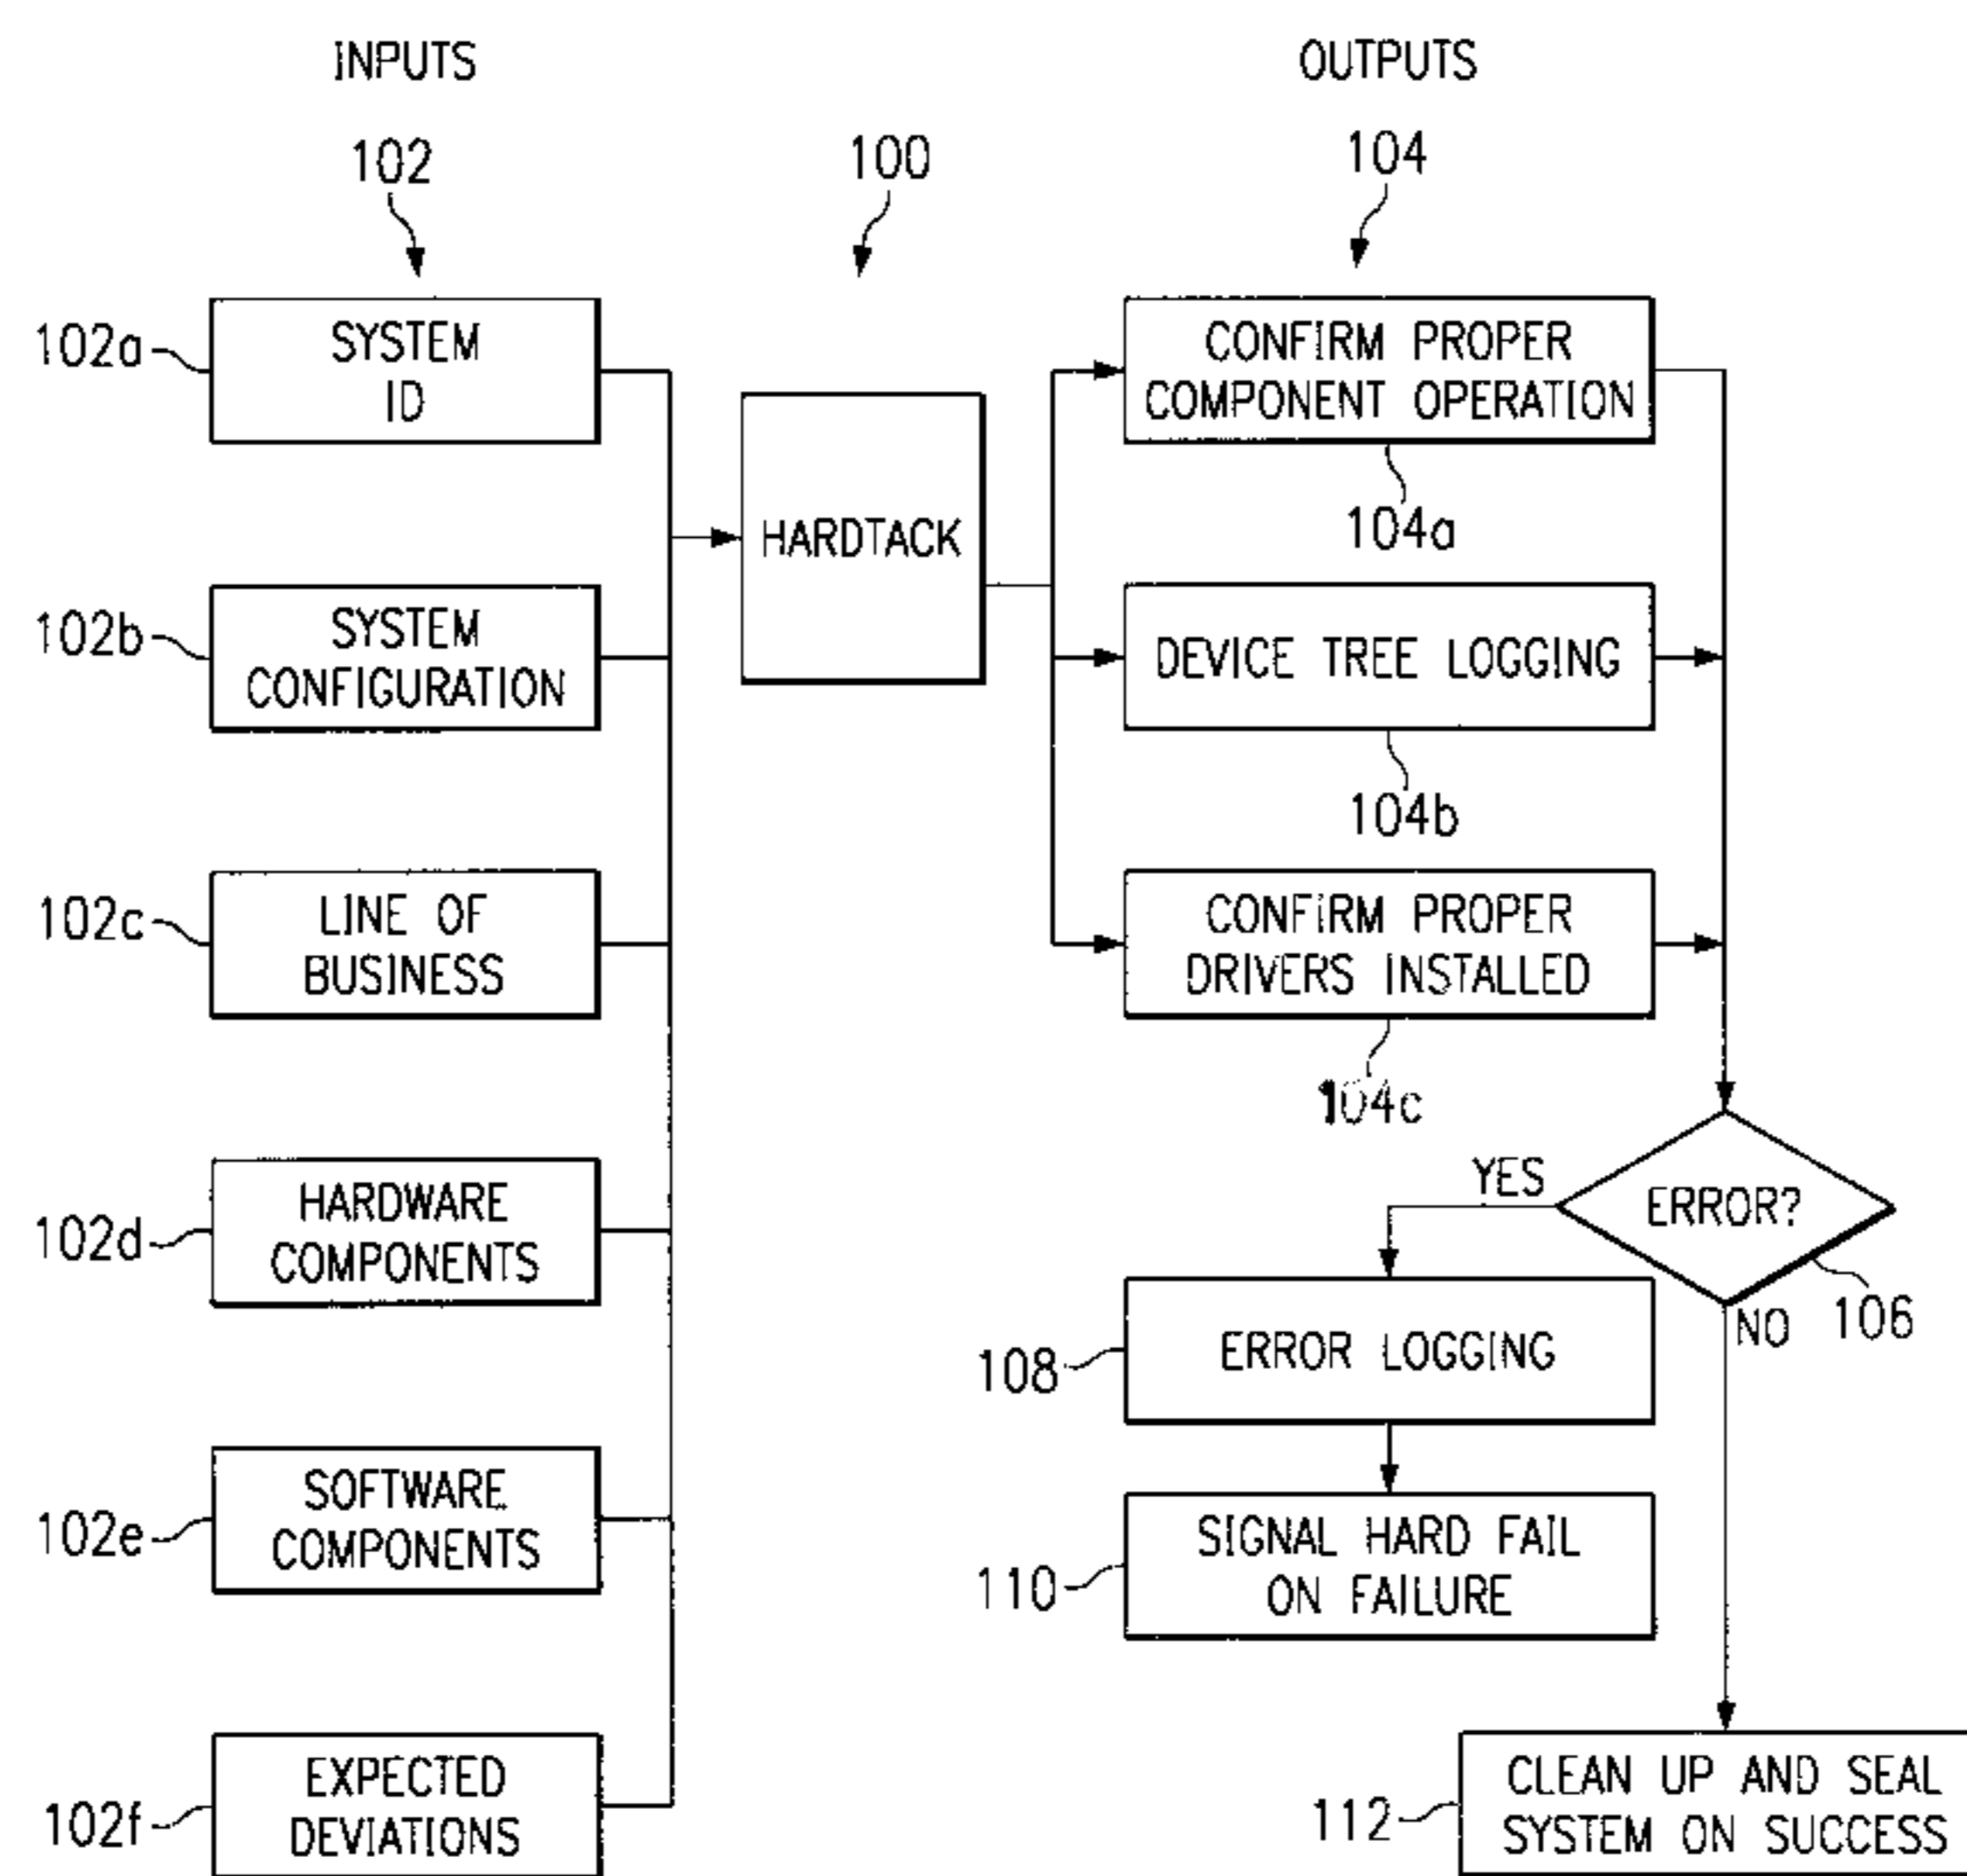 INPUTS
OUTPUTS
102
100
104
102a
SYSTEM
ID
102b
SYSTEM
CONFIGURATION
102c
LINE OF
BUSINESS
102d
HARDWARE
COMPONENTS
102e
SOFTWARE
COMPONENTS
102f
EXPECTED
DEVIATIONS
HARDTACK
CONFIRM PROPER
COMPONENT OPERATION
104a
DEVICE TREE LOGGING
104b
CONFIRM PROPER
DRIVERS INSTALLED
104c
YES
ERROR?
106
NO
108
ERROR LOGGING
110
SIGNAL HARD FAIL
ON FAILURE
112
CLEAN UP AND SEAL
SYSTEM ON SUCCESS